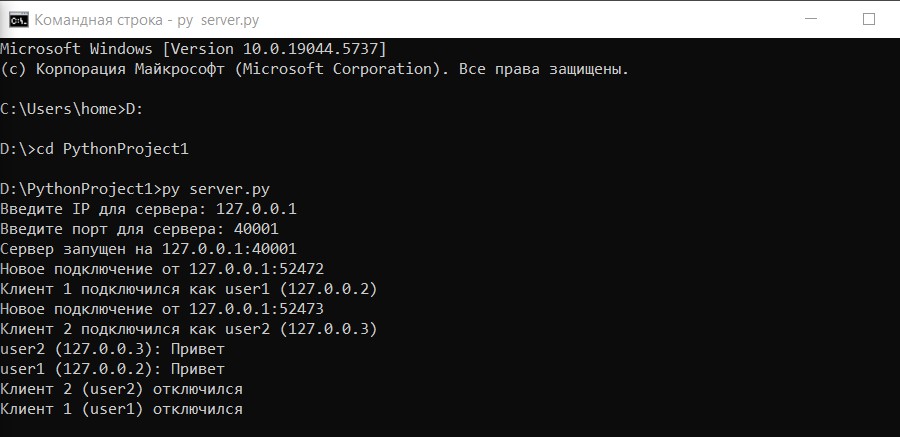 Командная строка - py  server.py
Microsoft Windows [Version 10.0.19044.5737]
(c) Корпорация Майкрософт (Microsoft Corporation). Все права защищены.
C:\Users\home>D:
D:\>cd PythonProject1
D:\PythonProject1>py server.py
Введите IP для сервера: 127.0.0.1
Введите порт для сервера: 40001
Сервер запущен на 127.0.0.1:40001
Новое подключение от 127.0.0.1:52472
Клиент 1 подключился как user1 (127.0.0.2)
Новое подключение от 127.0.0.1:52473
Клиент 2 подключился как user2 (127.0.0.3)
user2 (127.0.0.3): Привет
user1 (127.0.0.2): Привет
Клиент 2 (user2) отключился
Клиент 1 (user1) отключился